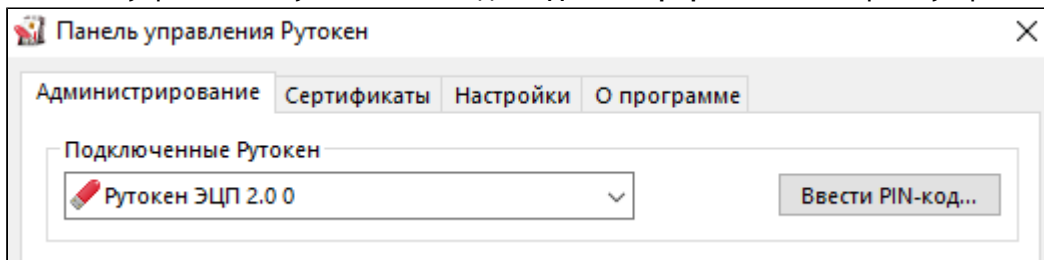 Панель управления Рутокен
Администрирование Сертификаты Настройки О программе
Подключенные Рутокен
Рутокен ЭЦП 2.0 0 Ввести PIN-код...